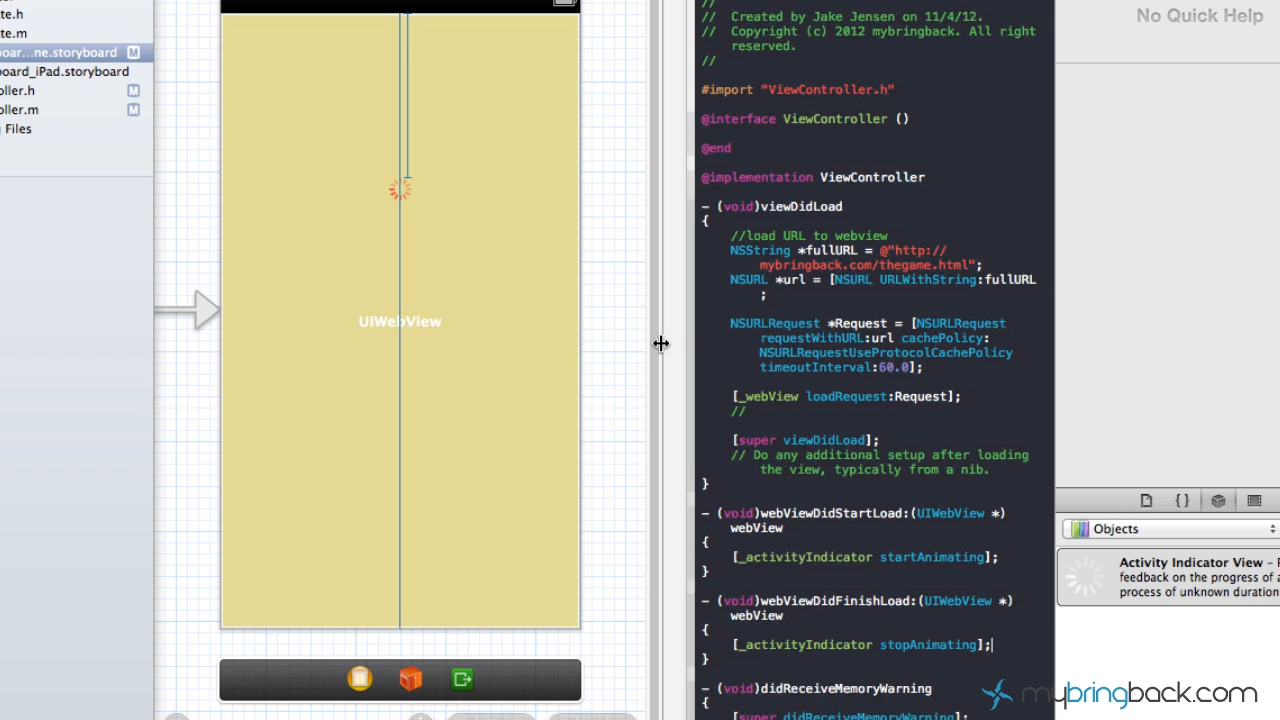 te.h
te.m
oar...ne.storyboard M
board_iPad.storyboard
oller.h M
oller.m M
g Files
UIWebView
//
// Created by Jake Jensen on 11/4/12.
// Copyright (c) 2012 mybringback. All right
reserved.
//
#import "ViewController.h"
@interface ViewController ()
@end
@implementation ViewController
- (void)viewDidLoad
{
//load URL to webview
NSString *fullURL = @"http://
mybringback.com/thegame.html";
NSURL *url = [NSURL URLWithString:fullURL
;
NSURLRequest *Request = [NSURLRequest
requestWithURL:url cachePolicy:
NSURLRequestUseProtocolCachePolicy
timeoutInterval:60.0];
[_webView loadRequest:Request];
//
[super viewDidLoad];
// Do any additional setup after loading
the view, typically from a nib.
}
- (void)webViewDidStartLoad:(UIWebView *)
webView
{
[_activityIndicator startAnimating];
}
- (void)webViewDidFinishLoad:(UIWebView *)
webView
{
[_activityIndicator stopAnimating];
}
- (void)didReceiveMemoryWarning
{
[super didReceiveMemoryWarning];
No Quick Help
{ }
Objects
Activity Indicator View -
feedback on the progress of a
process of unknown duration
mybringback.com